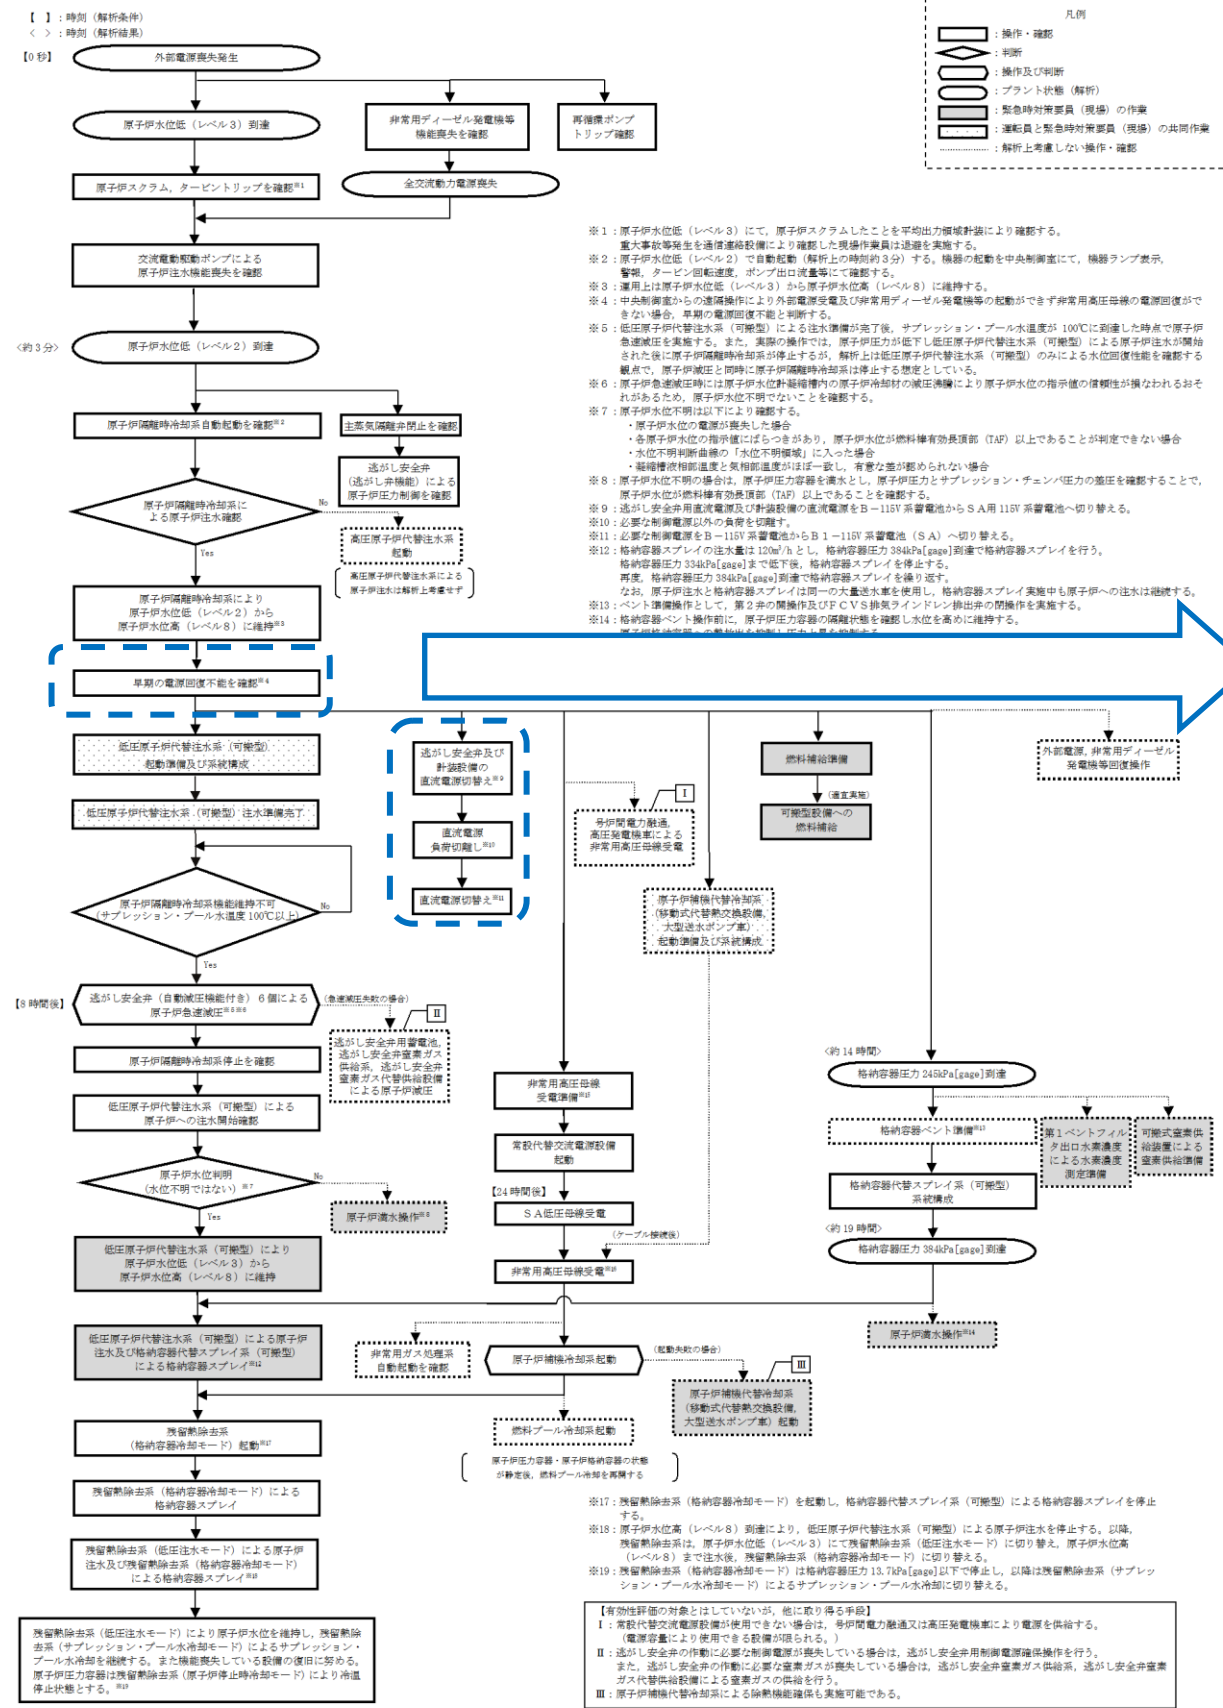 【　】：時刻（解析条件）
＜　＞：時刻（解析結果）
【0 秒】
外部電源喪失発生
原子炉水位低（レベル３）到達
非常用ディーゼル発電機等
機能喪失を確認
再循環ポンプ
トリップ確認
原子炉スクラム，タービントリップを確認※1
全交流動力電源喪失
交流電動駆動ポンプによる
原子炉注水機能喪失を確認
＜約３分＞
原子炉水位低（レベル２）到達
原子炉隔離時冷却系自動起動を確認※2
主蒸気隔離弁閉止を確認
逃がし安全弁
（逃がし弁機能）による
原子炉圧力制御を確認
原子炉隔離時冷却系に
よる原子炉注水確認
No
Yes
高圧原子炉代替注水系
起動
高圧原子炉代替注水系による
原子炉注水は解析上考慮せず
原子炉隔離時冷却系により
原子炉水位低（レベル２）から
原子炉水位高（レベル８）に維持※3
早期の電源回復不能を確認※4
凡例
：操作・確認
：判断
：操作及び判断
：プラント状態（解析）
：緊急時対策要員（現場）の作業
：運転員と緊急時対策要員（現場）の共同作業
：解析上考慮しない操作・確認
※１：原子炉水位低（レベル３）にて，原子炉スクラムしたことを平均出力領域計装により確認する。
重大事故等発生を通信連絡設備により確認した現場作業員は退避を実施する。
※２：原子炉水位低（レベル２）で自動起動（解析上の時刻約３分）する。機器の起動を中央制御室にて，機器ランプ表示，
警報，タービン回転速度，ポンプ出口流量等にて確認する。
※３：運用上は原子炉水位低（レベル３）から原子炉水位高（レベル８）に維持する。
※４：中央制御室からの遠隔操作により外部電源受電及び非常用ディーゼル発電機等の起動ができず非常用高圧母線の電源回復がで
きない場合，早期の電源回復不能と判断する。
※５：低圧原子炉代替注水系（可搬型）による注水準備が完了後，サプレッション・プール水温度が 100℃に到達した時点で原子炉
急速減圧を実施する。また，実際の操作では，原子炉圧力が低下し低圧原子炉代替注水系（可搬型）による原子炉注水が開始
された後に原子炉隔離時冷却系が停止するが，解析上は低圧原子炉代替注水系（可搬型）のみによる水位回復性能を確認する
観点で，原子炉減圧と同時に原子炉隔離時冷却系は停止する想定としている。
※６：原子炉急速減圧時には原子炉水位計凝縮槽内の原子炉冷却材の減圧沸騰により原子炉水位の指示値の信頼性が損なわれるおそ
れがあるため，原子炉水位不明でないことを確認する。
※７：原子炉水位不明は以下により確認する。
・原子炉水位の電源が喪失した場合
・各原子炉水位の指示値にばらつきがあり，原子炉水位が燃料棒有効長頂部（TAF）以上であることが判定できない場合
・水位不明判断曲線の「水位不明領域」に入った場合
・凝縮槽液相部温度と気相部温度がほぼ一致し，有意な差が認められない場合
※８：原子炉水位不明の場合は，原子炉圧力容器を満水とし，原子炉圧力とサプレッション・チェンバ圧力の差圧を確認することで，
原子炉水位が燃料棒有効長頂部（TAF）以上であることを確認する。
※９：逃がし安全弁用直流電源及び計装設備の直流電源をＢ－115V 系蓄電池からＳＡ用 115V 系蓄電池へ切り替える。
※10：必要な制御電源以外の負荷を切離す。
※11：必要な制御電源をＢ－115V 系蓄電池からＢ１－115V 系蓄電池（ＳＡ）へ切り替える。
※12：格納容器スプレイの注水量は 120m³/h とし，格納容器圧力 384kPa[gage]到達で格納容器スプレイを行う。
格納容器圧力 334kPa[gage]まで低下後，格納容器スプレイを停止する。
再度，格納容器圧力 384kPa[gage]到達で格納容器スプレイを繰り返す。
なお，原子炉注水と格納容器スプレイは同一の大量送水車を使用し，格納容器スプレイ実施中も原子炉への注水は継続する。
※13：ベント準備操作として，第２弁の開操作及びＦＣＶＳ排気ラインドレン排出弁の閉操作を実施する。
※14：格納容器ベント操作前に，原子炉圧力容器の隔離状態を確認し水位を高めに維持する。
低圧原子炉代替注水系（可搬型）
起動準備及び系統構成
低圧原子炉代替注水系（可搬型）注水準備完了
逃がし安全弁及び
計装設備の
直流電源切替え※9
直流電源
負荷切離し※10
直流電源切替え※11
Ⅰ
号炉間電力融通，
高圧発電機車による
非常用高圧母線受電
燃料補給準備
（適宜実施）
可搬型設備への
燃料補給
外部電源，非常用ディーゼル
発電機等回復操作
原子炉補機代替冷却系
（移動式代替熱交換設備，
大型送水ポンプ車）
起動準備及び系統構成
原子炉隔離時冷却系機能維持不可
（サプレッション・プール水温度 100℃以上）
No
Yes
【8 時間後】
逃がし安全弁（自動減圧機能付き）６個による
原子炉急速減圧※5※6
（急速減圧失敗の場合）
Ⅱ
逃がし安全弁用蓄電池，
逃がし安全弁窒素ガス
供給系，逃がし安全弁
窒素ガス代替供給設備
による原子炉減圧
原子炉隔離時冷却系停止を確認
低圧原子炉代替注水系（可搬型）による
原子炉への注水開始確認
原子炉水位判明
（水位不明ではない）※7
No
Yes
原子炉満水操作※8
低圧原子炉代替注水系（可搬型）により
原子炉水位低（レベル３）から
原子炉水位高（レベル８）に維持
非常用高圧母線
受電準備※15
常設代替交流電源設備
起動
【24 時間後】
ＳＡ低圧母線受電
（ケーブル接続後）
非常用高圧母線受電※16
＜約 14 時間＞
格納容器圧力 245kPa[gage]到達
格納容器ベント準備※13
第１ベントフィル
タ出口水素濃度
による水素濃度
測定準備
可搬式窒素供
給装置による
窒素供給準備
格納容器代替スプレイ系（可搬型）
系統構成
＜約 19 時間＞
格納容器圧力 384kPa[gage]到達
原子炉満水操作※14
低圧原子炉代替注水系（可搬型）による原子炉
注水及び格納容器代替スプレイ系（可搬型）
による格納容器スプレイ※12
非常用ガス処理系
自動起動を確認
原子炉補機冷却系起動
（起動失敗の場合）
Ⅲ
原子炉補機代替冷却系
（移動式代替熱交換設備，
大型送水ポンプ車）起動
燃料プール冷却系起動
原子炉圧力容器・原子炉格納容器の状態
が静定後，燃料プール冷却を再開する
残留熱除去系
（格納容器冷却モード）起動※17
残留熱除去系（格納容器冷却モード）による
格納容器スプレイ
残留熱除去系（低圧注水モード）による原子炉
注水及び残留熱除去系（格納容器冷却モード）
による格納容器スプレイ※18
残留熱除去系（低圧注水モード）により原子炉水位を維持し，残留熱除
去系（サプレッション・プール水冷却モード）によるサプレッション・
プール水冷却を継続する。また機能喪失している設備の復旧に努める。
原子炉圧力容器は残留熱除去系（原子炉停止時冷却モード）により冷温
停止状態とする。※19
※17：残留熱除去系（格納容器冷却モード）を起動し，格納容器代替スプレイ系（可搬型）による格納容器スプレイを停止
する。
※18：原子炉水位高（レベル８）到達により，低圧原子炉代替注水系（可搬型）による原子炉注水を停止する。以降，
残留熱除去系は，原子炉水位低（レベル３）にて残留熱除去系（低圧注水モード）に切り替え，原子炉水位高
（レベル８）まで注水後，残留熱除去系（格納容器冷却モード）に切り替える。
※19：残留熱除去系（格納容器冷却モード）は格納容器圧力 13.7kPa[gage]以下で停止し，以降は残留熱除去系（サプレッ
ション・プール水冷却モード）によるサプレッション・プール水冷却に切り替える。
【有効性評価の対象とはしていないが，他に取り得る手段】
Ⅰ：常設代替交流電源設備が使用できない場合は，号炉間電力融通又は高圧発電機車により電源を供給する。
（電源容量により使用できる設備が限られる。）
Ⅱ：逃がし安全弁の作動に必要な制御電源が喪失している場合は，逃がし安全弁用制御電源確保操作を行う。
また，逃がし安全弁の作動に必要な窒素ガスが喪失している場合は，逃がし安全弁窒素ガス供給系，逃がし安全弁窒素
ガス代替供給設備による窒素ガスの供給を行う。
Ⅲ：原子炉補機代替冷却系による除熱機能確保も実施可能である。